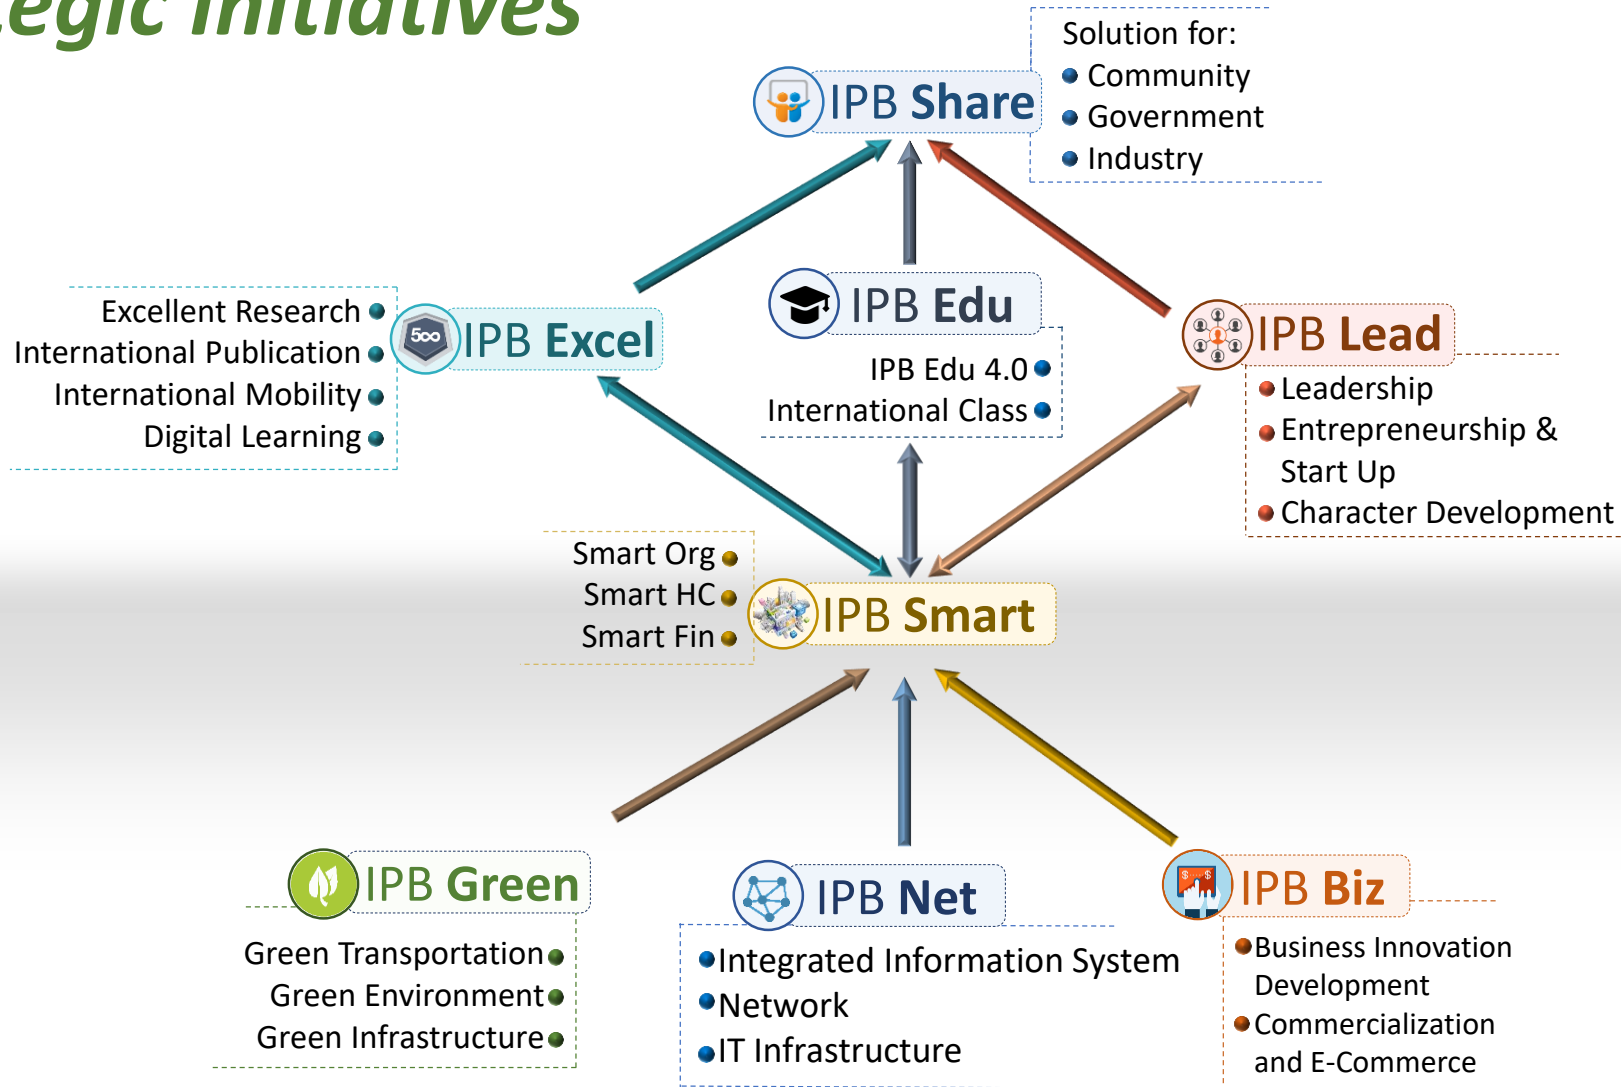 tegic Initiatives
Solution for:
Community
Government
Industry
IPB Share
Excellent Research
International Publication
International Mobility
Digital Learning
500
IPB Excel
IPB Edu
IPB Edu 4.0
International Class
IPB Lead
Leadership
Entrepreneurship &
Start Up
Character Development
Smart Org
Smart HC
Smart Fin
IPB Smart
IPB Green
Green Transportation
Green Environment
Green Infrastructure
IPB Net
Integrated Information System
Network
IT Infrastructure
$ $
IPB Biz
Business Innovation
Development
Commercialization
and E-Commerce